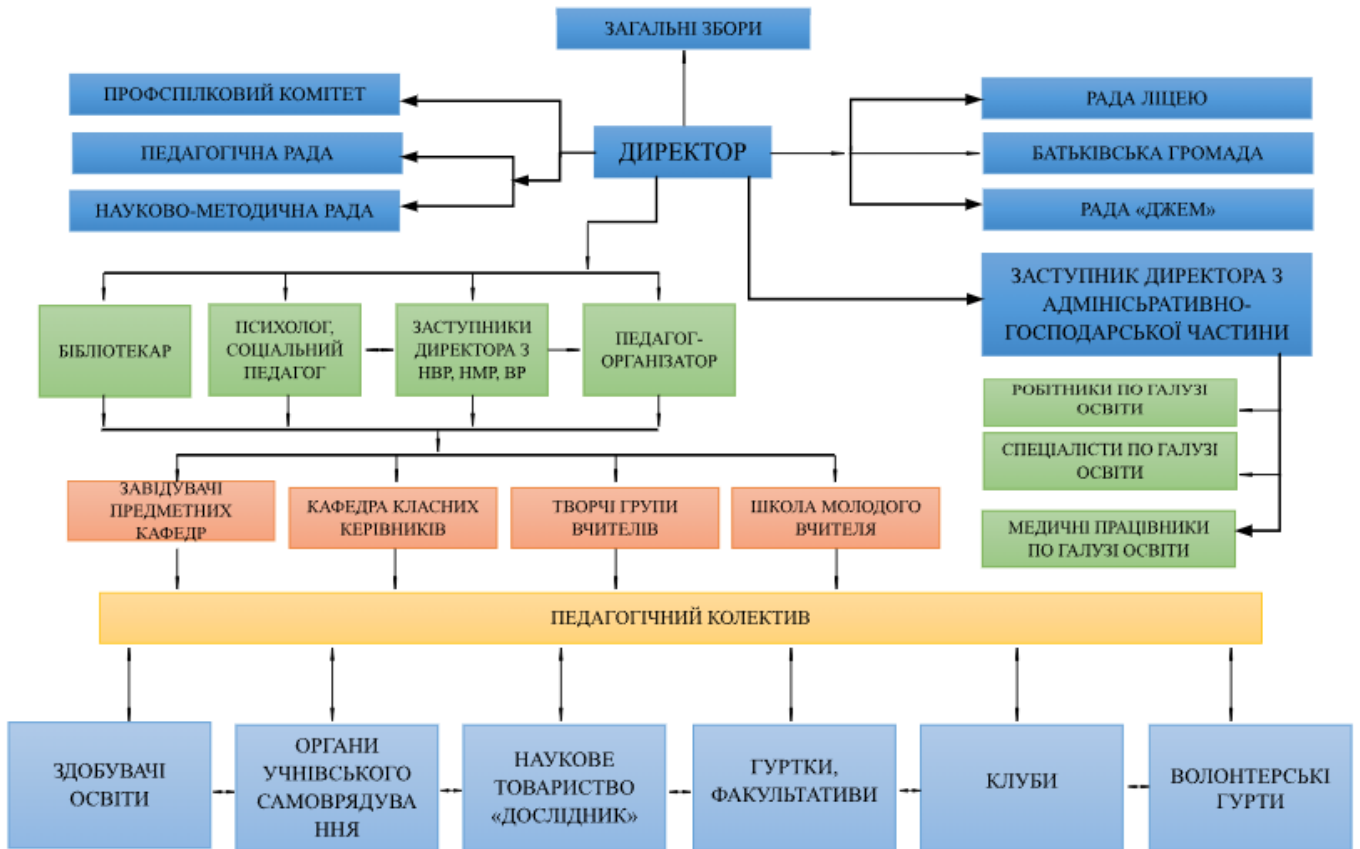 ЗАГАЛЬНІ ЗБОРИ
ПРОФСПІЛКОВИЙ КОМІТЕТ
ПЕДАГОГІЧНА РАДА
НАУКОВО-МЕТОДИЧНА РАДА
ДИРЕКТОР
РАДА ЛІЦЕЮ
БАТЬКІВСЬКА ГРОМАДА
РАДА «ДЖЕМ»
ЗАСТУПНИК ДИРЕКТОРА З
АДМІНІСЬРАТИВНО-
ГОСПОДАРСЬКОЇ ЧАСТИНИ
БІБЛІОТЕКАР
ПСИХОЛОГ,
СОЦІАЛЬНИЙ
ПЕДАГОГ
ЗАСТУПНИКИ
ДИРЕКТОРА З
НВР, НМР, ВР
ПЕДАГОГ-
ОРГАНІЗАТОР
РОБІТНИКИ ПО ГАЛУЗІ
ОСВІТИ
СПЕЦІАЛІСТИ ПО ГАЛУЗІ
ОСВІТИ
МЕДИЧНІ ПРАЦІВНИКИ
ПО ГАЛУЗІ ОСВІТИ
ЗАВІДУВАЧІ
ПРЕДМЕТНИХ
КАФЕДР
КАФЕДРА КЛАСНИХ
КЕРІВНИКІВ
ТВОРЧІ ГРУПИ
ВЧИТЕЛІВ
ШКОЛА МОЛОДОГО
ВЧИТЕЛЯ
ПЕДАГОГІЧНИЙ КОЛЕКТИВ
ЗДОБУВАЧІ
ОСВІТИ
ОРГАНИ
УЧНІВСЬКОГО
САМОВРЯДУВА
ННЯ
НАУКОВЕ
ТОВАРИСТВО
«ДОСЛІДНИК»
ГУРТКИ,
ФАКУЛЬТАТИВИ
КЛУБИ
ВОЛОНТЕРСЬКІ
ГУРТИ